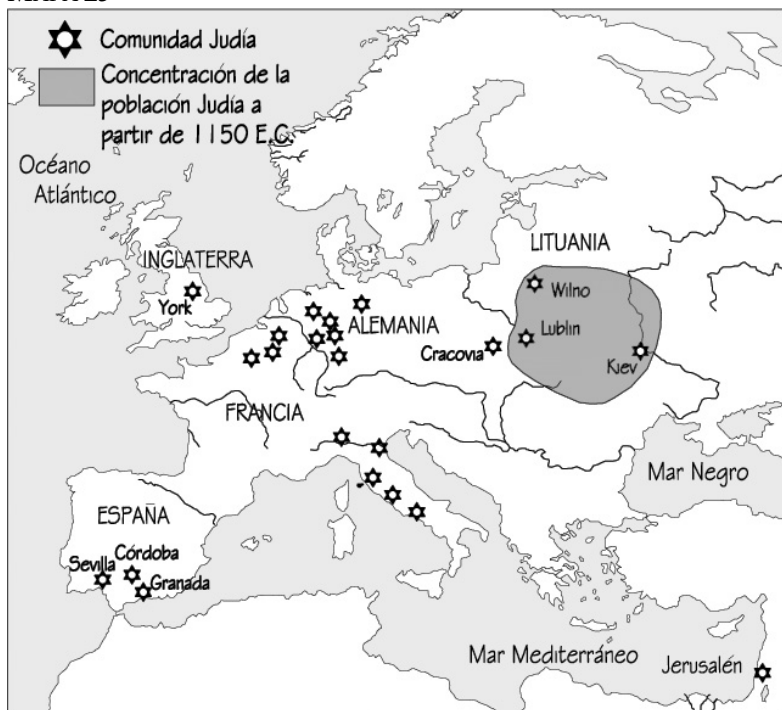 Comunidad Judía
Concentración de la
población Judía a
partir de 1150 E.C.
Océano
Atlántico
INGLATERRA
York
LITUANIA
Wilno
Lublin
Kiev
ALEMANIA
Cracovia
FRANCIA
Mar Negro
ESPAÑA
Sevilla
Córdoba
Granada
Mar Mediterráneo
Jerusalén